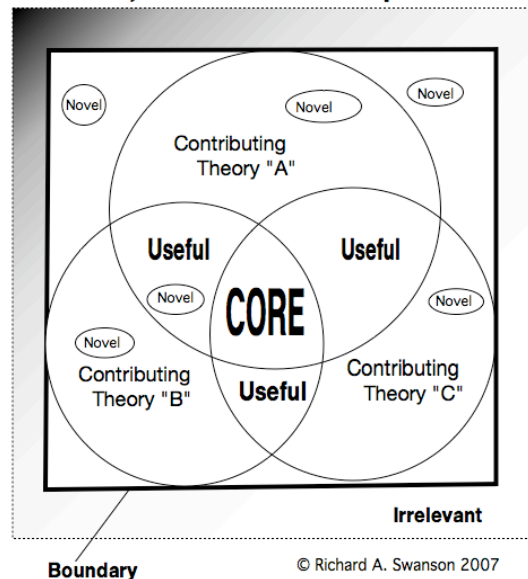 Novel
Novel
Novel
Contributing
Theory "A"
Useful
Useful
Novel
CORE
Novel
Novel
Contributing
Theory "B"
Useful
Contributing
Theory "C"
Irrelevant
Boundary
© Richard A. Swanson 2007